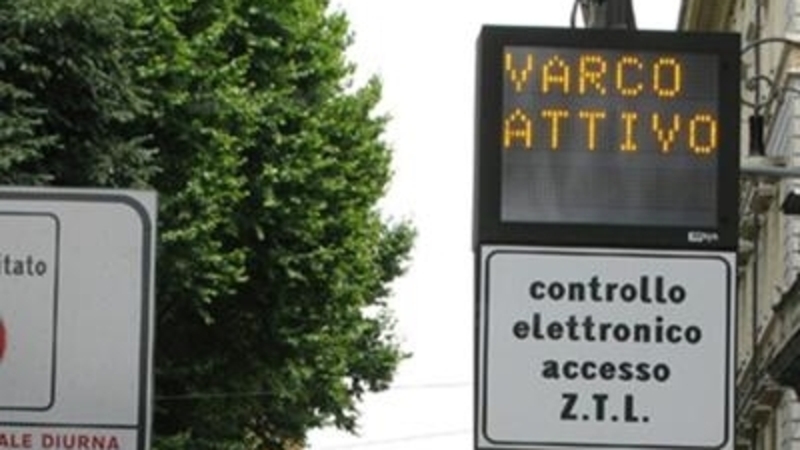 VARCO
ATTIVO
controllo
elettronico
accesso
Z.T.L.
itato
ALE DIURNA